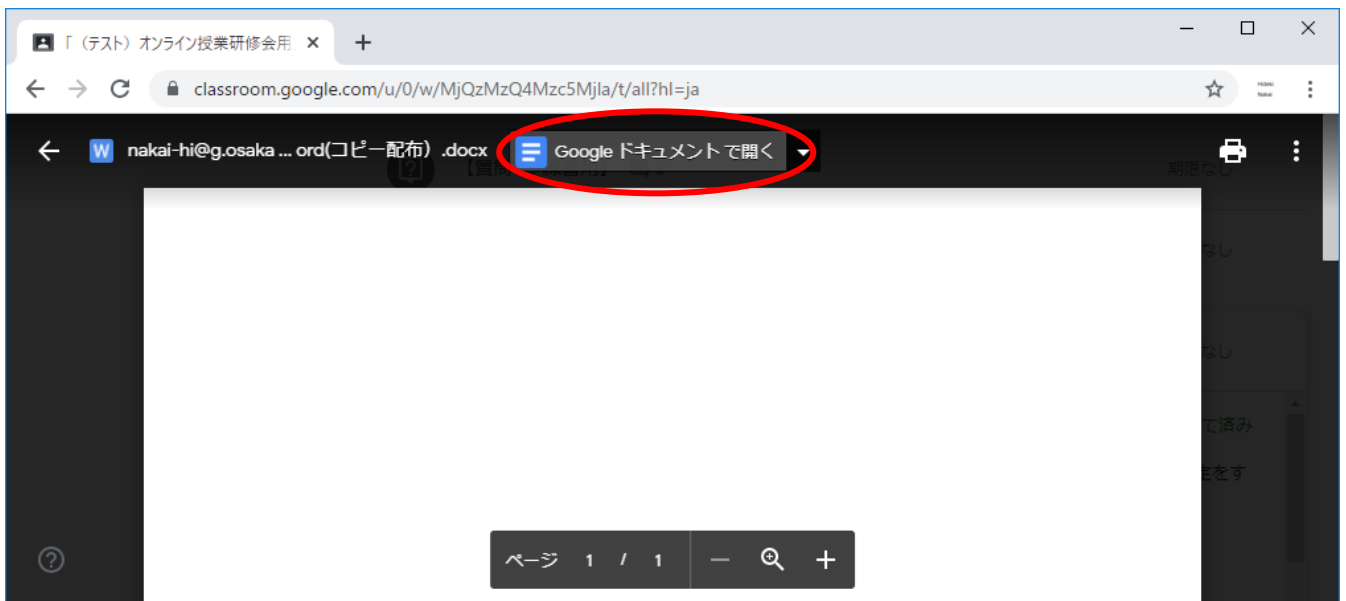 「（テスト）オンライン授業研修会用
classroom.google.com/u/0/w/MjQzMzQ4Mzc5Mjla/t/all?hl=ja
W nakai-hi@g.osaka ... ord(コピー配布）.docx Google ドキュメント で開く
期限なし
なし
なし
て済み
定をす
ページ 1 / 1